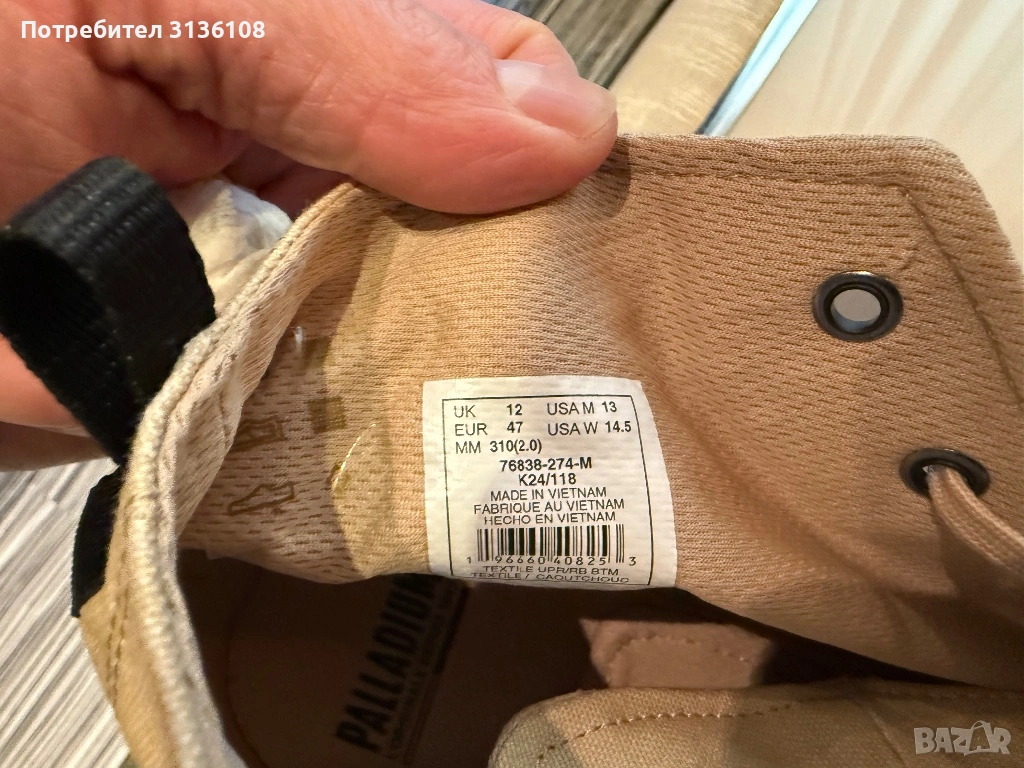 Потребител 3136108
UK 12 USA M 13
EUR 47 USA W 14.5
MM 310(2.0)
76838-274-M
K24/118
MADE IN VIETNAM
FABRIQUE AU VIETNAM
HECHO EN VIETNAM
1 96660 40825 3
TEXTILE UPR/RB BTM
TEXTILE / CAOUTCHOUC
PALLADIUM
BAZAR